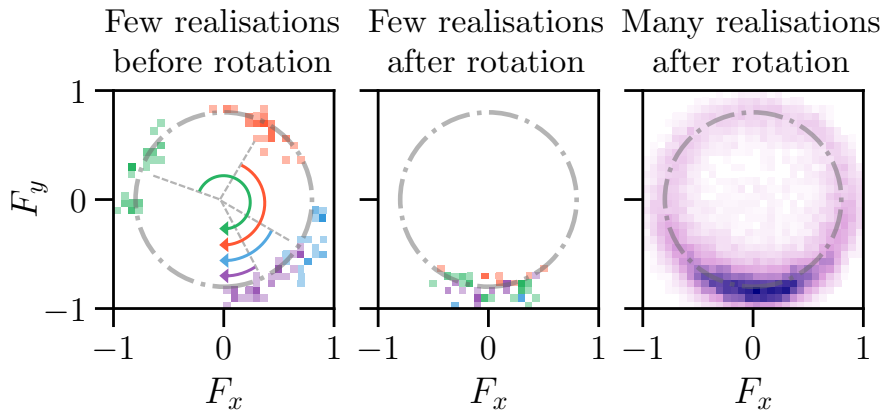 Few realisations
before rotation
Few realisations
after rotation
Many realisations
after rotation
1
0
−1
F_y
−1 0 1
−1 0 1
−1 0 1
F_x
F_x
F_x